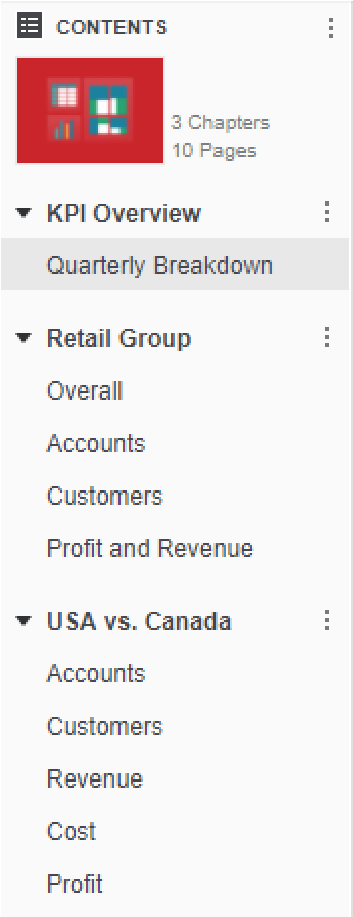 CONTENTS
3 Chapters
10 Pages
KPI Overview
Quarterly Breakdown
Retail Group
Overall
Accounts
Customers
Profit and Revenue
USA vs. Canada
Accounts
Customers
Revenue
Cost
Profit